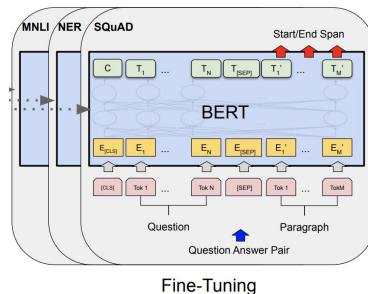 MNLI NER SQuAD Start/End Span
C T1 ... TN T[SEP] T1' ... TM'
BERT
E[CLS] E1 ... EN E[SEP] E1' ... EM'
[CLS] Tok 1 ... Tok N [SEP] Tok 1 ... TokM
Question Paragraph
Question Answer Pair
Fine-Tuning